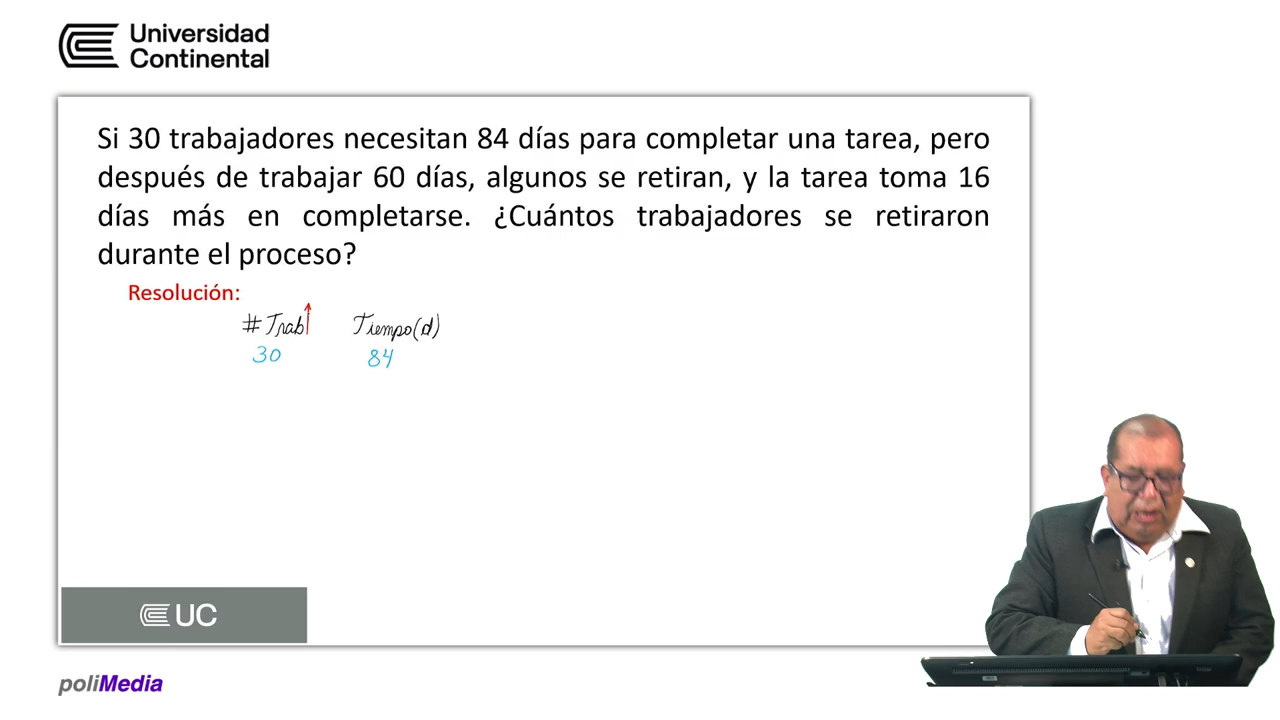 Universidad
Continental
Si 30 trabajadores necesitan 84 días para completar una tarea, pero
después de trabajar 60 días, algunos se retiran, y la tarea toma 16
días más en completarse. ¿Cuántos trabajadores se retiraron
durante el proceso?
Resolución:
# Trab Tiempo(d)
30 84
UC
poliMedia